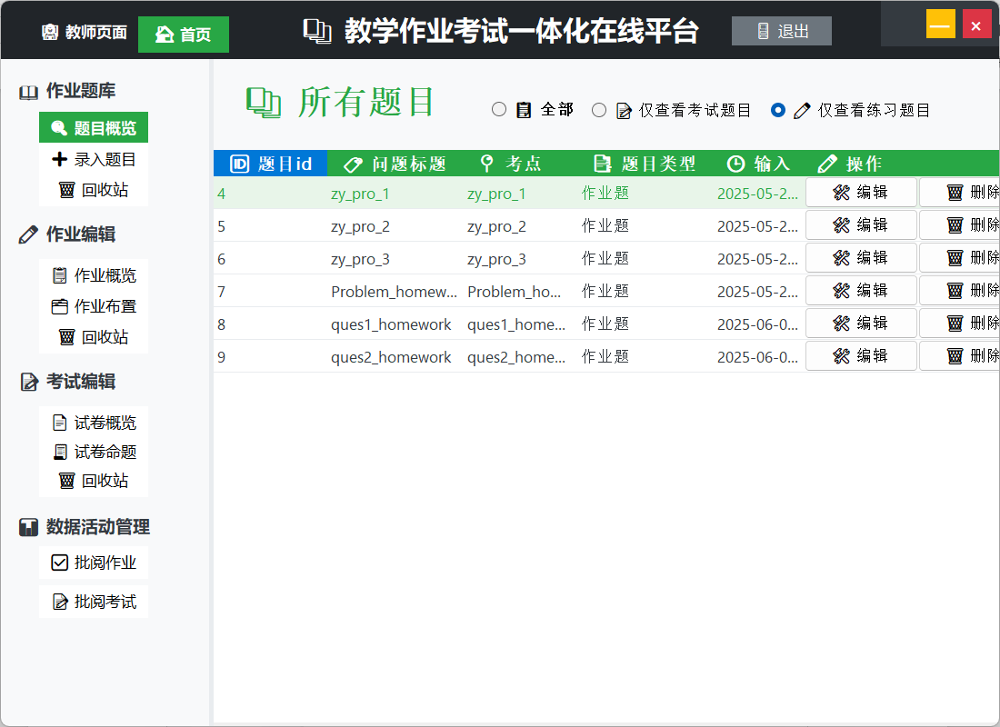 教师页面
首页
教学作业考试一体化在线平台
退出
作业题库
题目概览
录入题目
回收站
作业编辑
作业概览
作业布置
回收站
考试编辑
试卷概览
试卷命题
回收站
数据活动管理
批阅作业
批阅考试
所有题目
全部 仅查看考试题目 仅查看练习题目
题目id 问题标题 考点 题目类型 输入 操作
4 zy_pro_1 zy_pro_1 作业题 2025-05-2... 编辑 删除
5 zy_pro_2 zy_pro_2 作业题 2025-05-2... 编辑 删除
6 zy_pro_3 zy_pro_3 作业题 2025-05-2... 编辑 删除
7 Problem_homew... Problem_ho... 作业题 2025-05-2... 编辑 删除
8 ques1_homework ques1_home... 作业题 2025-06-0... 编辑 删除
9 ques2_homework ques2_home... 作业题 2025-06-0... 编辑 删除